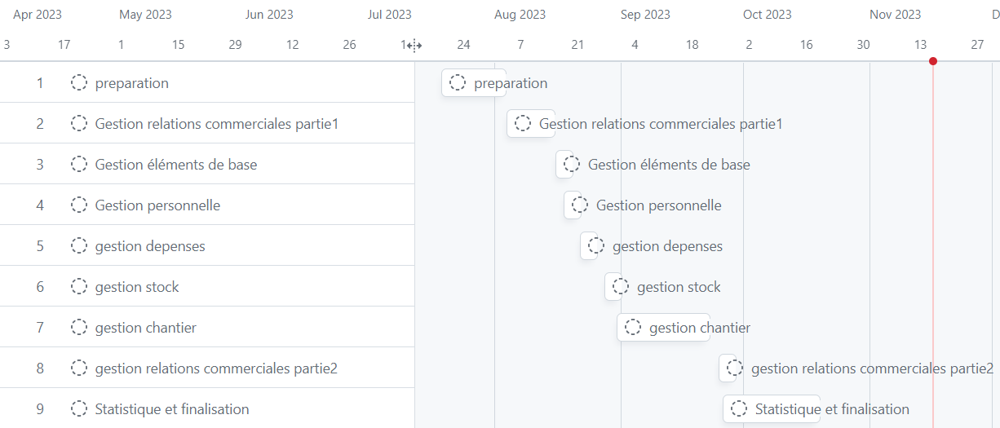 Apr 2023 May 2023 Jun 2023 Jul 2023 Aug 2023 Sep 2023 Oct 2023 Nov 2023 D
3 17 1 15 29 12 26 1 24 7 21 4 18 2 16 30 13 27
1 preparation preparation
2 Gestion relations commerciales partie1 Gestion relations commerciales partie1
3 Gestion éléments de base Gestion éléments de base
4 Gestion personnelle Gestion personnelle
5 gestion depenses gestion depenses
6 gestion stock gestion stock
7 gestion chantier gestion chantier
8 gestion relations commerciales partie2 gestion relations commerciales partie2
9 Statistique et finalisation Statistique et finalisation